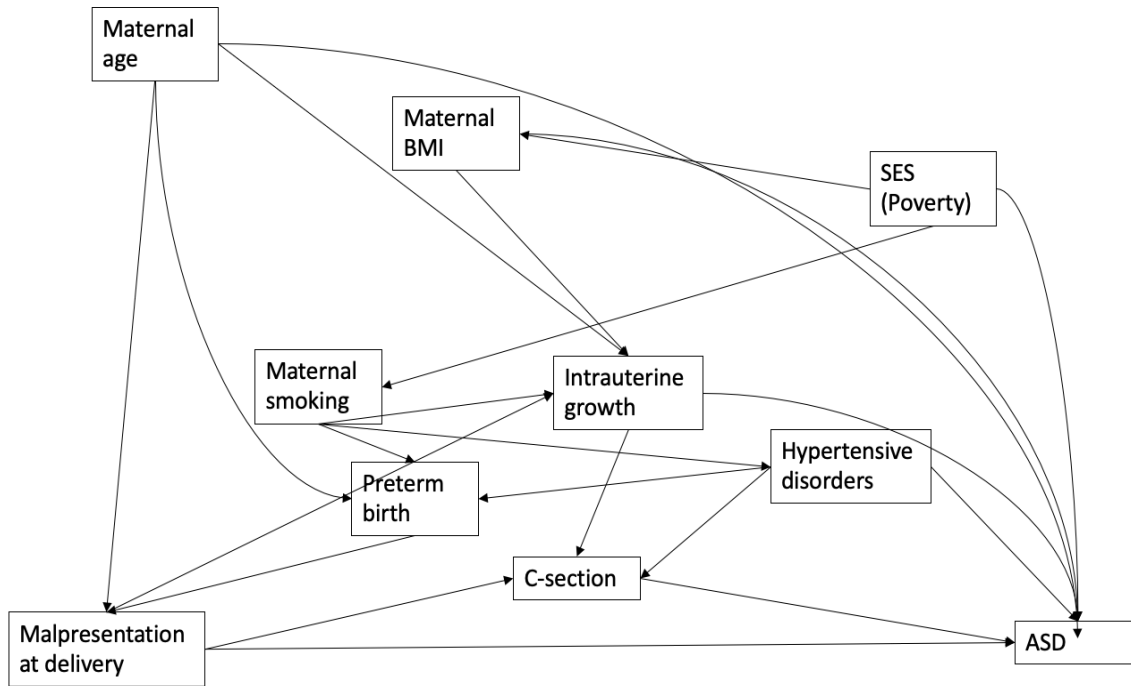 Maternal
age
Maternal
BMI
SES
(Poverty)
Maternal
smoking
Intrauterine
growth
Hypertensive
disorders
Preterm
birth
C-section
Malpresentation
at delivery
ASD